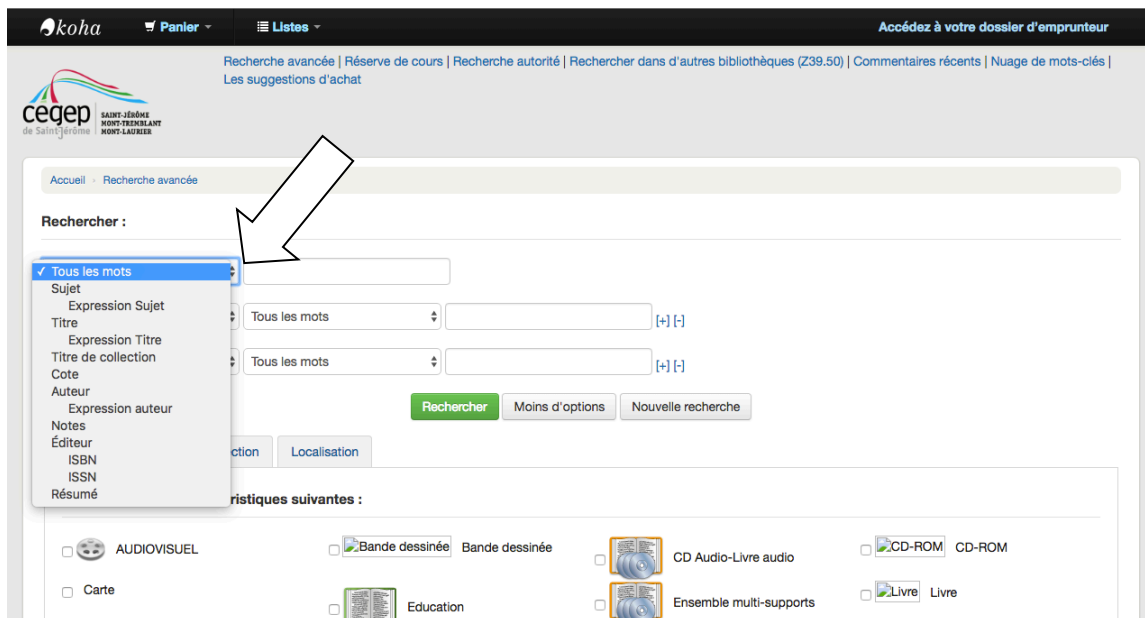 koha Panier Listes Accédez à votre dossier d'emprunteur
Recherche avancée | Réserve de cours | Recherche autorité | Rechercher dans d'autres bibliothèques (Z39.50) | Commentaires récents | Nuage de mots-clés |
Les suggestions d'achat
cegep
de Saint-Jérôme
SAINT-JÉRÔME
MONT-TREMBLANT
MONT-LAURIER
Accueil Recherche avancée
Rechercher :
✓ Tous les mots
Sujet
Expression Sujet
Titre
Expression Titre
Titre de collection
Cote
Auteur
Expression auteur
Notes
Éditeur
ISBN
ISSN
Résumé
Tous les mots [+] [-]
Tous les mots [+] [-]
Rechercher Moins d'options Nouvelle recherche
ction Localisation
ristiques suivantes :
AUDIOVISUEL Bande dessinée Bande dessinée CD Audio-Livre audio CD-ROM CD-ROM
Carte Education Ensemble multi-supports Livre Livre